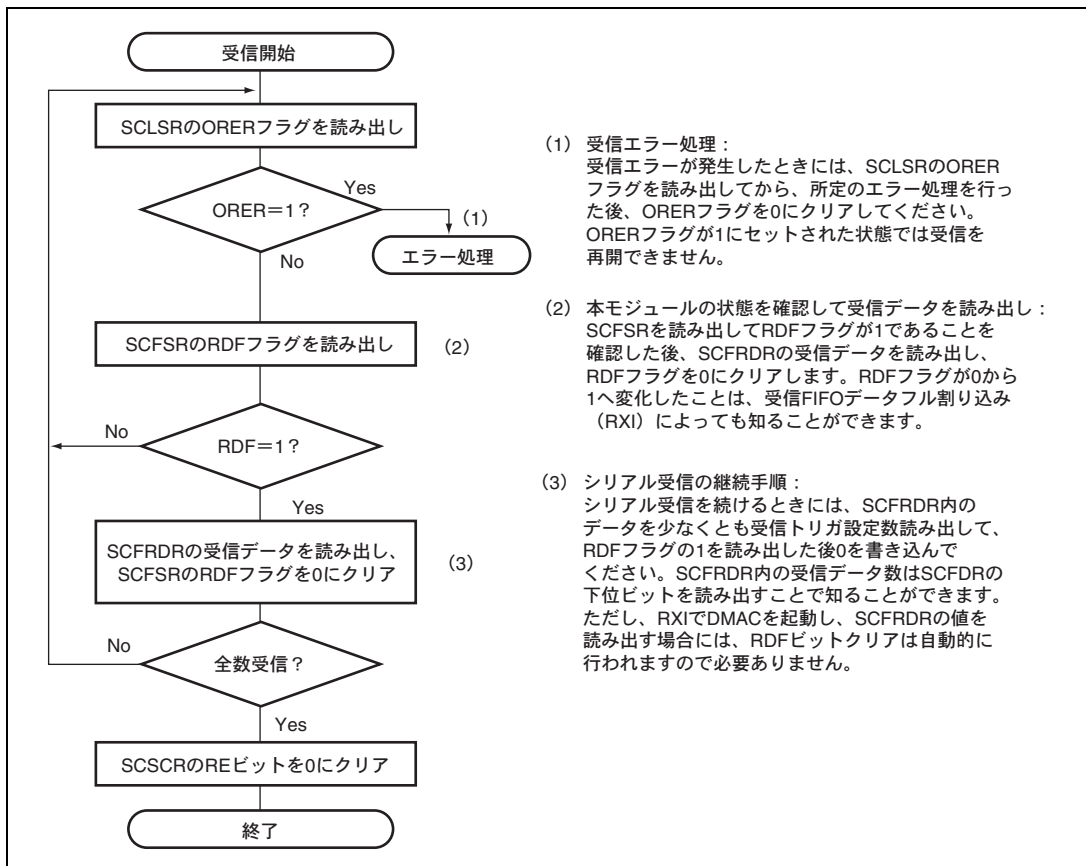 受信開始
SCLSRのORERフラグを読み出し
ORER＝1？
Yes
(1)
エラー処理
No
SCFSRのRDFフラグを読み出し
(2)
No
RDF＝1？
Yes
SCFRDRの受信データを読み出し、
SCFSRのRDFフラグを0にクリア
(3)
No
全数受信？
Yes
SCSCRのREビットを0にクリア
終了
(1) 受信エラー処理：
受信エラーが発生したときには、SCLSRのORER
フラグを読み出してから、所定のエラー処理を行っ
た後、ORERフラグを0にクリアしてください。
ORERフラグが1にセットされた状態では受信を
再開できません。
(2) 本モジュールの状態を確認して受信データを読み出し：
SCFSRを読み出してRDFフラグが1であることを
確認した後、SCFRDRの受信データを読み出し、
RDFフラグを0にクリアします。RDFフラグが0から
1へ変化したことは、受信FIFOデータフル割り込み
（RXI）によっても知ることができます。
(3) シリアル受信の継続手順：
シリアル受信を続けるときには、SCFRDR内の
データを少なくとも受信トリガ設定数読み出して、
RDFフラグの1を読み出した後0を書き込んで
ください。SCFRDR内の受信データ数はSCFDRの
下位ビットを読み出すことで知ることができます。
ただし、RXIでDMACを起動し、SCFRDRの値を
読み出す場合には、RDFビットクリアは自動的に
行われますので必要ありません。